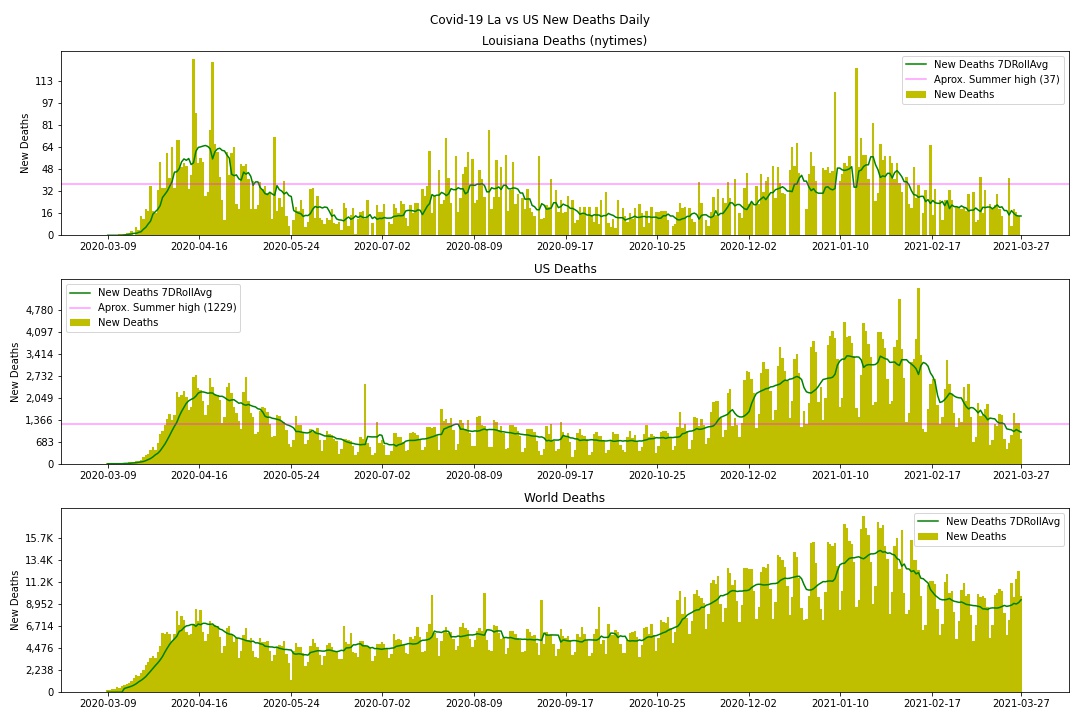 Covid-19 La vs US New Deaths Daily
Louisiana Deaths (nytimes)
New Deaths 7DRollAvg
Aprox. Summer high (37)
New Deaths
New Deaths
113
97
81
64
48
32
16
0
2020-03-09 2020-04-16 2020-05-24 2020-07-02 2020-08-09 2020-09-17 2020-10-25 2020-12-02 2021-01-10 2021-02-17 2021-03-27
US Deaths
New Deaths 7DRollAvg
Aprox. Summer high (1229)
New Deaths
New Deaths
4,780
4,097
3,414
2,732
2,049
1,366
683
0
2020-03-09 2020-04-16 2020-05-24 2020-07-02 2020-08-09 2020-09-17 2020-10-25 2020-12-02 2021-01-10 2021-02-17 2021-03-27
World Deaths
New Deaths 7DRollAvg
New Deaths
New Deaths
15.7K
13.4K
11.2K
8,952
6,714
4,476
2,238
0
2020-03-09 2020-04-16 2020-05-24 2020-07-02 2020-08-09 2020-09-17 2020-10-25 2020-12-02 2021-01-10 2021-02-17 2021-03-27